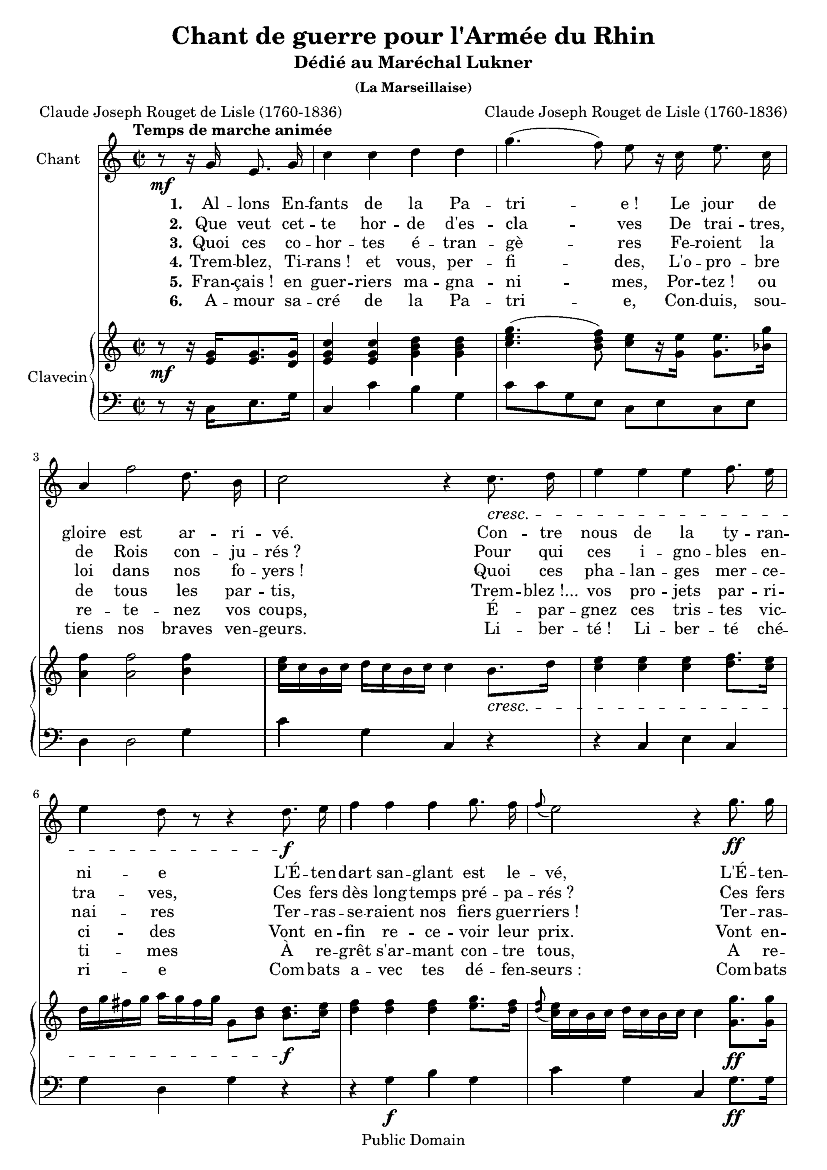 Chant de guerre pour l'Armée du Rhin
Dédié au Maréchal Lukner
(La Marseillaise)
Claude Joseph Rouget de Lisle (1760-1836) Claude Joseph Rouget de Lisle (1760-1836)
Temps de marche animée
Chant
mf
1. Al -- lons En-fants de la Pa -- tri -- e ! Le jour de
2. Que veut cet -- te hor -- de d'es -- cla -- ves De trai -- tres,
3. Quoi ces co -- hor -- tes é -- tran -- gè -- res Fe-roient la
4. Trem-blez, Ti-rans ! et vous, per -- fi -- des, L'o-pro -- bre
5. Fran-çais ! en guer-riers ma -- gna -- ni -- mes, Por-tez ! ou
6. A -- mour sa-cré de la Pa -- tri -- e, Con-duis, sou-
Clavecin
mf
3
cresc.
gloire est ar -- ri -- vé. Con -- tre nous de la ty -- ran-
de Rois con -- ju -- rés ? Pour qui ces i -- gno -- bles en-
loi dans nos fo -- yers ! Quoi ces pha -- lan -- ges mer -- ce-
de tous les par -- tis, Trem -- blez !... vos pro -- jets par -- ri-
re -- te -- nez vos coups, É -- par -- gnez ces tris -- tes vic-
tiens nos braves ven -- geurs. Li -- ber -- té ! Li -- ber -- té ché-
cresc.
6
f ff
ni -- e L'É-tendart san-glant est le -- vé, L'É-ten-
tra -- ves, Ces fers dès longtemps pré -- pa -- rés ? Ces fers
nai -- res Ter -- ras -- se-raient nos fiers guerriers ! Ter -- ras-
ci -- des Vont en -- fin re -- ce -- voir leur prix. Vont en-
ti -- mes À re-grêt s'ar-mant con -- tre tous, A re-
ri -- e Combats a -- vec tes dé -- fen-seurs : Combats
f ff
f ff
Public Domain